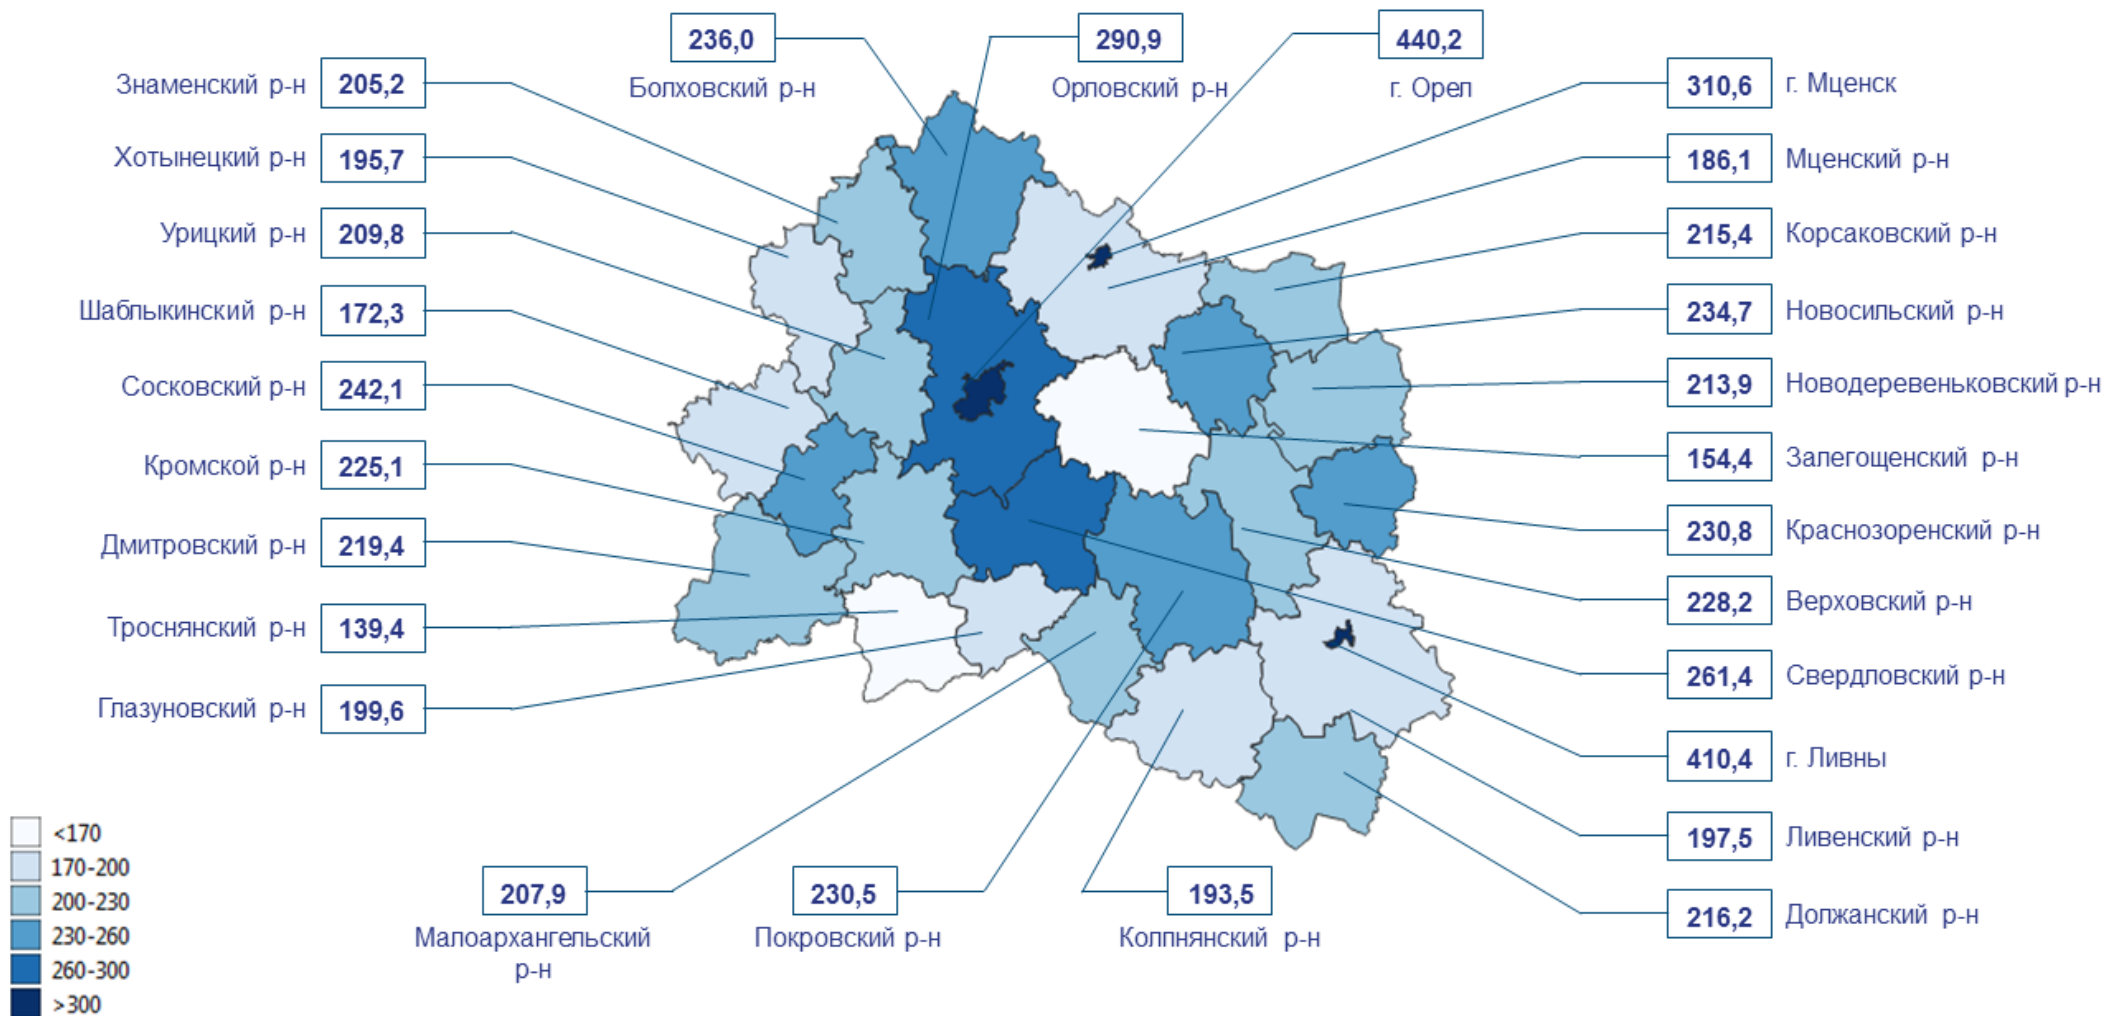 236,0
Болховский р-н
290,9
Орловский р-н
440,2
г. Орел
Знаменский р-н 205,2
Хотынецкий р-н 195,7
Урицкий р-н 209,8
Шаблыкинский р-н 172,3
Сосковский р-н 242,1
Кромской р-н 225,1
Дмитровский р-н 219,4
Троснянский р-н 139,4
Глазуновский р-н 199,6
310,6 г. Мценск
186,1 Мценский р-н
215,4 Корсаковский р-н
234,7 Новосильский р-н
213,9 Новодеревеньковский р-н
154,4 Залегощенский р-н
230,8 Краснозоренский р-н
228,2 Верховский р-н
261,4 Свердловский р-н
410,4 г. Ливны
197,5 Ливенский р-н
216,2 Должанский р-н
207,9
Малоархангельский
р-н
230,5
Покровский р-н
193,5
Колпнянский р-н
<170
170-200
200-230
230-260
260-300
>300